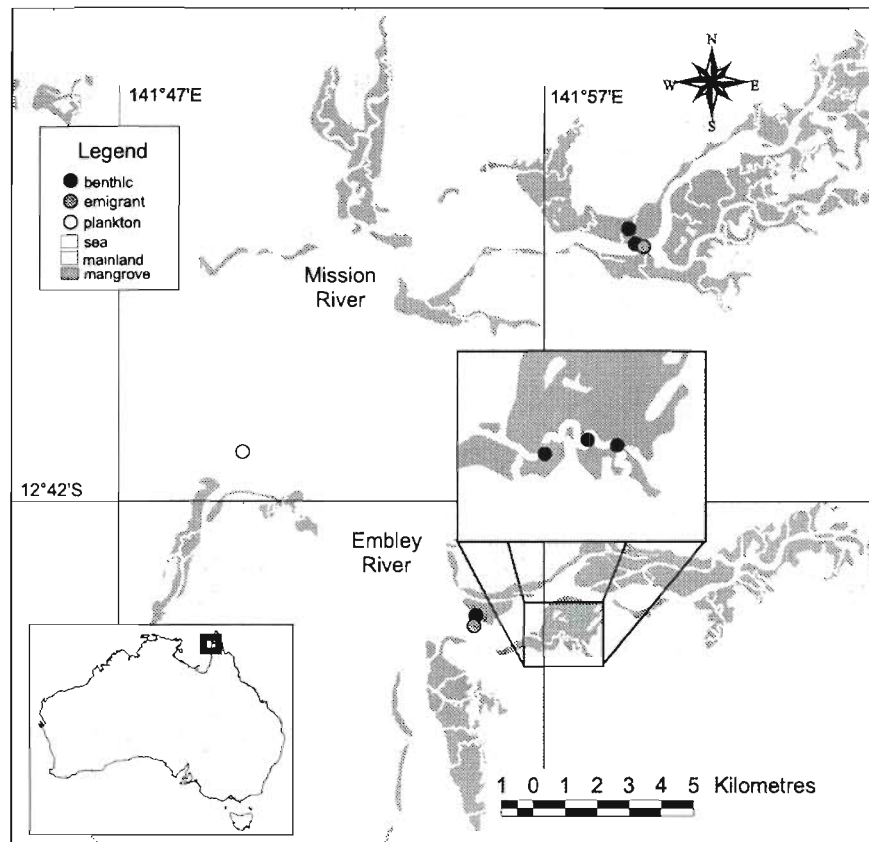 N
W E
S
141°47'E
141°57'E
Legend
benthic
emigrant
plankton
sea
mainland
mangrove
Mission
River
12°42'S
Embley
River
1 0 1 2 3 4 5 Kilometres